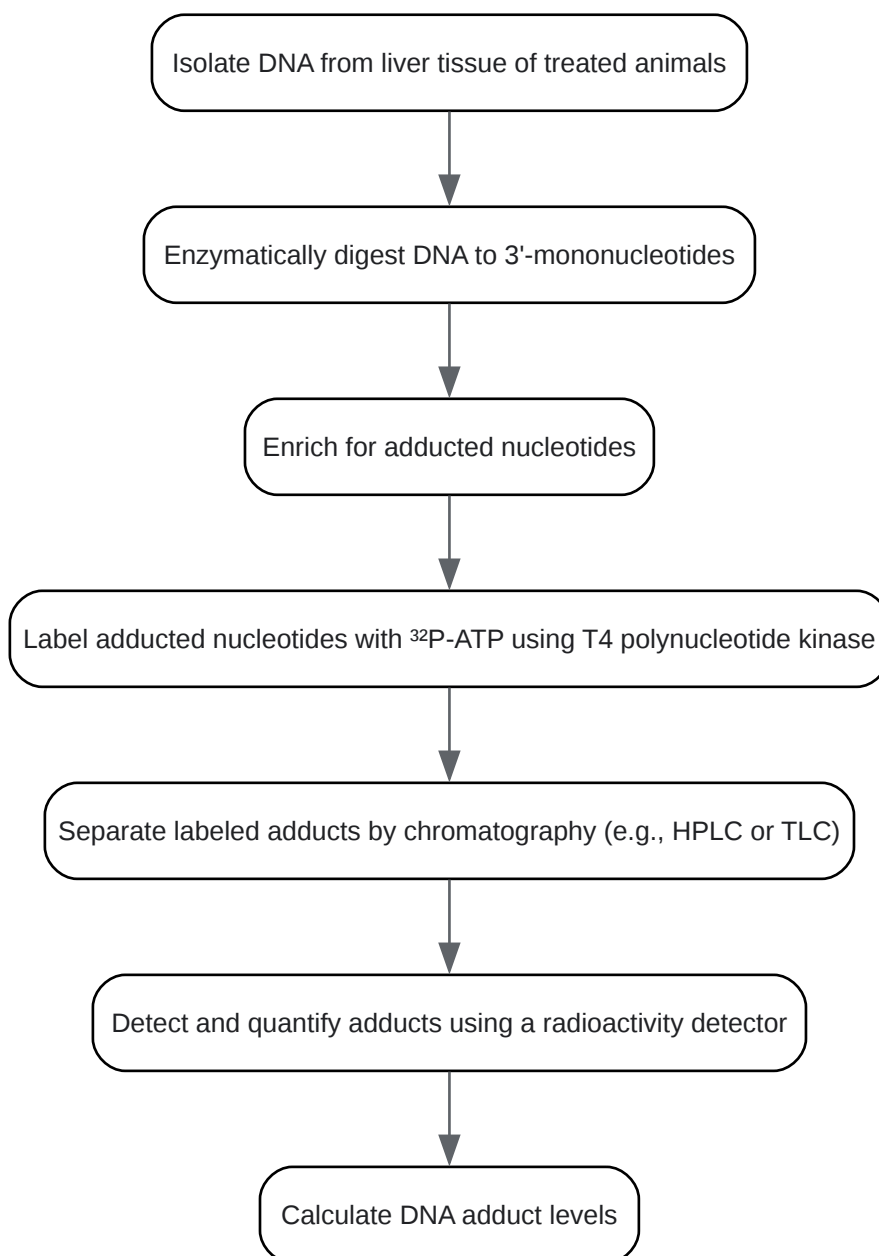 Isolate DNA from liver tissue of treated animals
Enzymatically digest DNA to 3'-mononucleotides
Enrich for adducted nucleotides
Label adducted nucleotides with ³²P-ATP using T4 polynucleotide kinase
Separate labeled adducts by chromatography (e.g., HPLC or TLC)
Detect and quantify adducts using a radioactivity detector
Calculate DNA adduct levels